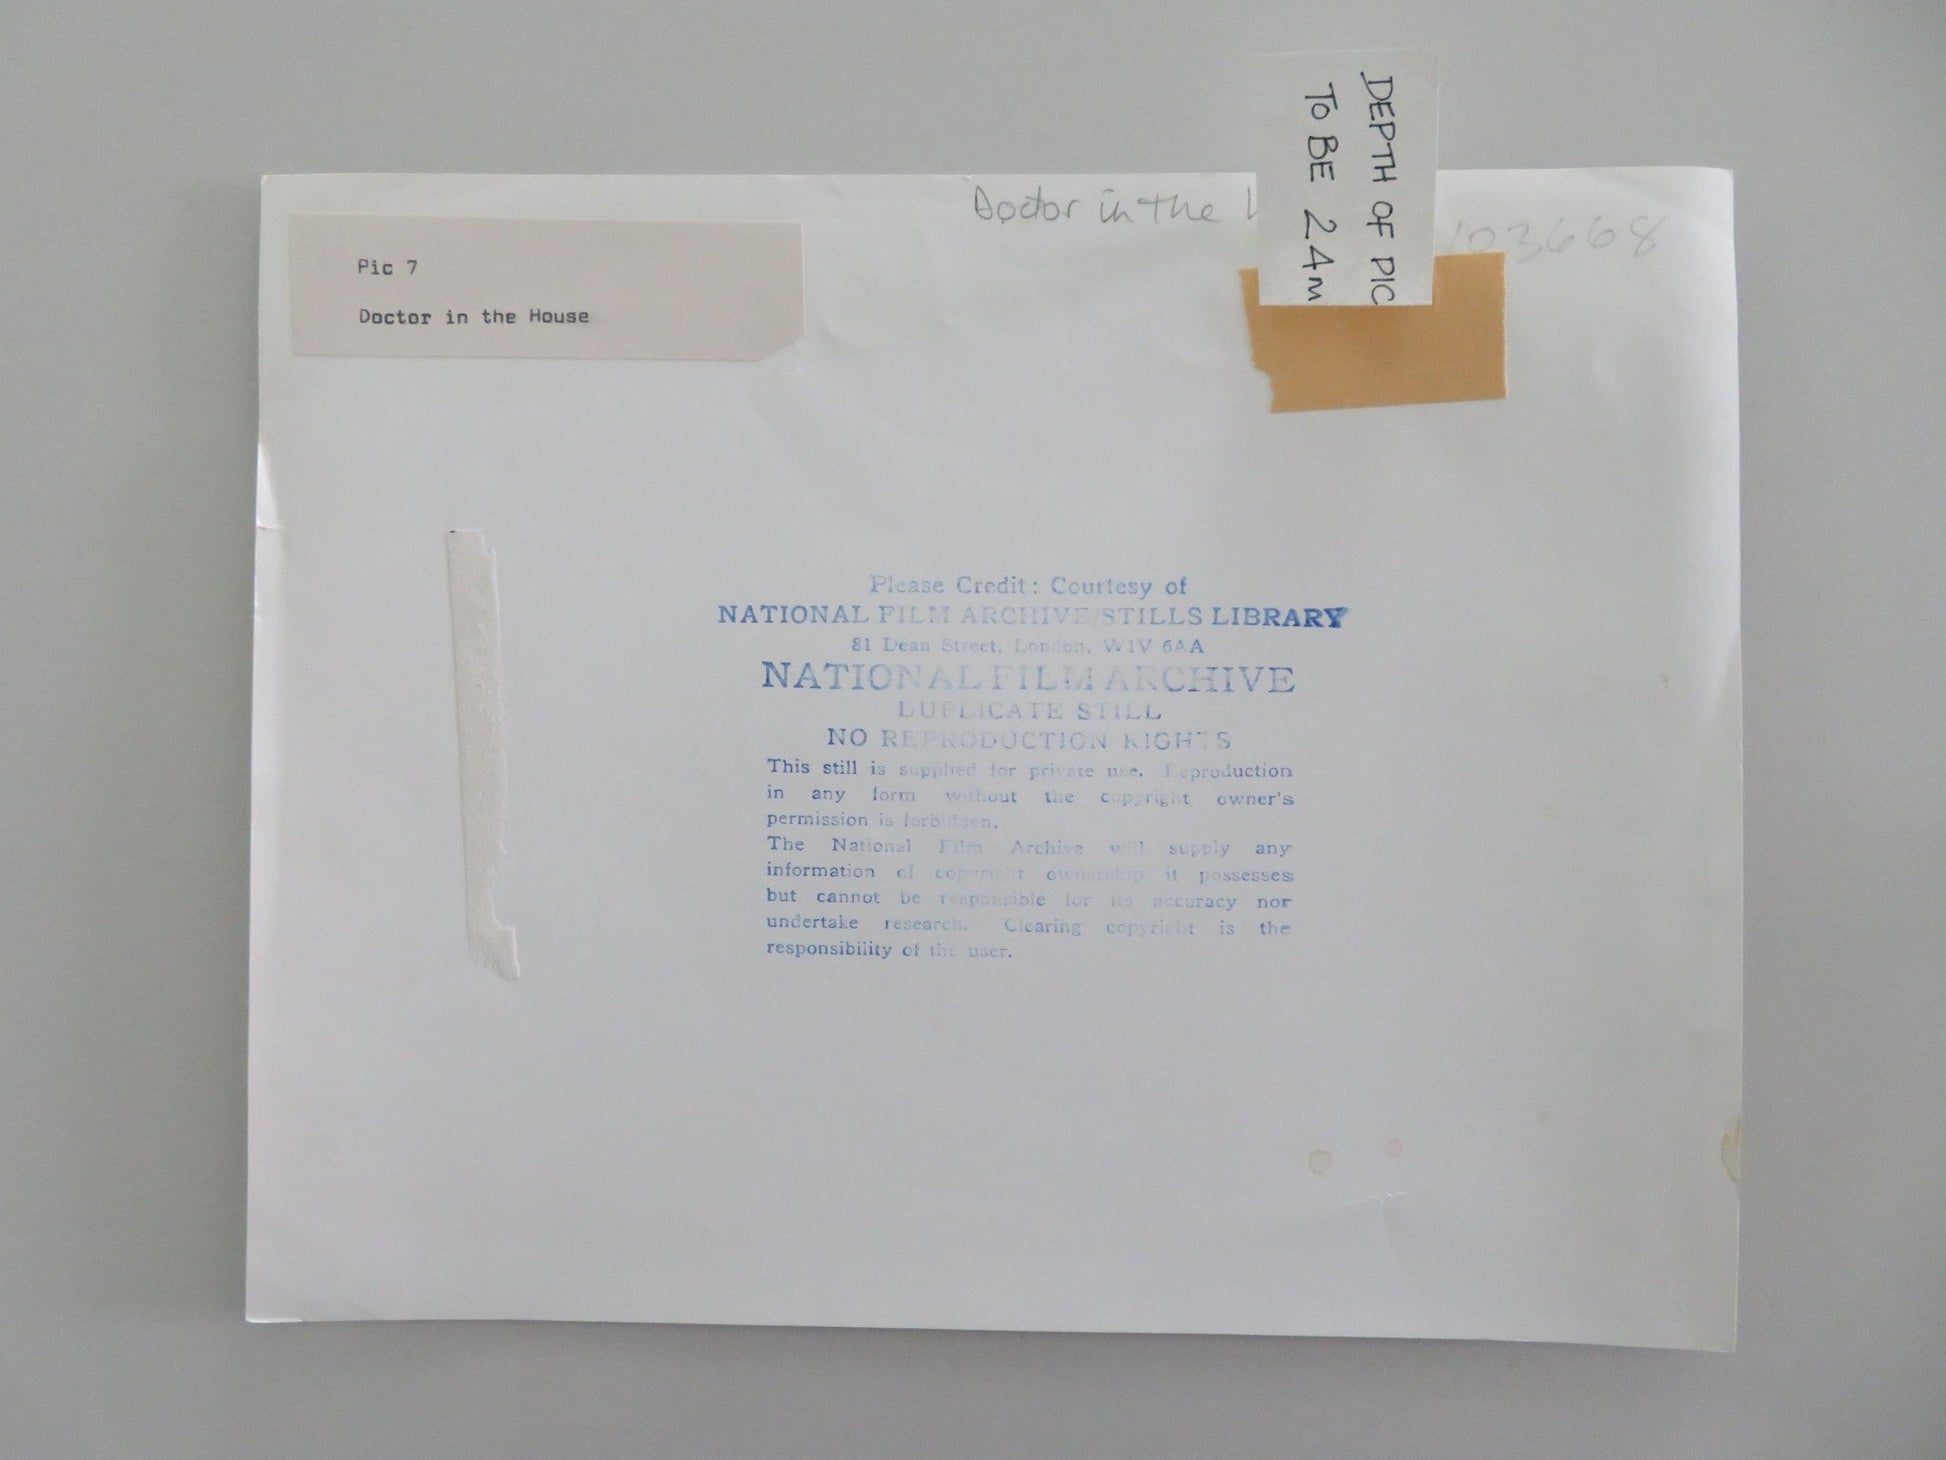 DEPTH OF PIC
TO BE 2.4m
Doctor in the
103668
Pic 7
Doctor in the House
Please Credit: Courtesy of
NATIONAL FILM ARCHIVE/STILLS LIBRARY
81 Dean Street, London, W1V 6AA
NATIONAL FILM ARCHIVE
DUPLICATE STILL
NO REPRODUCTION RIGHTS
This still is supplied for private use. Reproduction
in any form without the copyright owner's
permission is forbidden.
The National Film Archive will supply any
information of copyright ownership it possesses
but cannot be responsible for its accuracy nor
undertake research. Clearing copyright is the
responsibility of the user.